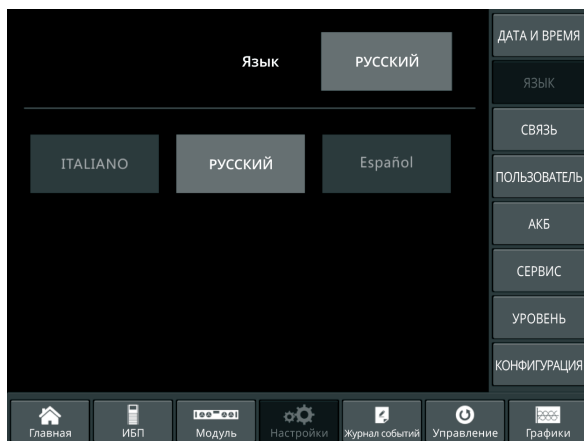 Язык РУССКИЙ
ITALIANO РУССКИЙ Español
ДАТА И ВРЕМЯ
ЯЗЫК
СВЯЗЬ
ПОЛЬЗОВАТЕЛЬ
АКБ
СЕРВИС
УРОВЕНЬ
КОНФИГУРАЦИЯ
Главная ИБП Модуль Настройки Журнал событий Управление Графики